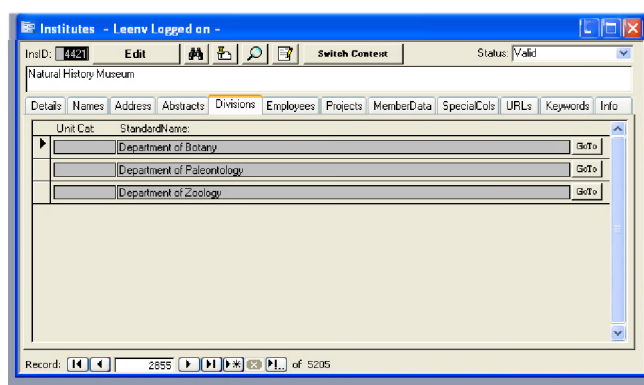 Institutes - Leenv Logged on -
InsID: 4421 Edit Switch Context Status: Valid
Natural History Museum
Details Names Address Abstracts Divisions Employees Projects MemberData SpecialCols URLs Keywords Info
Unit Cat: StandardName:
Department of Botany GoTo
Department of Paleontology GoTo
Department of Zoology GoTo
Record: 2855 of 5205